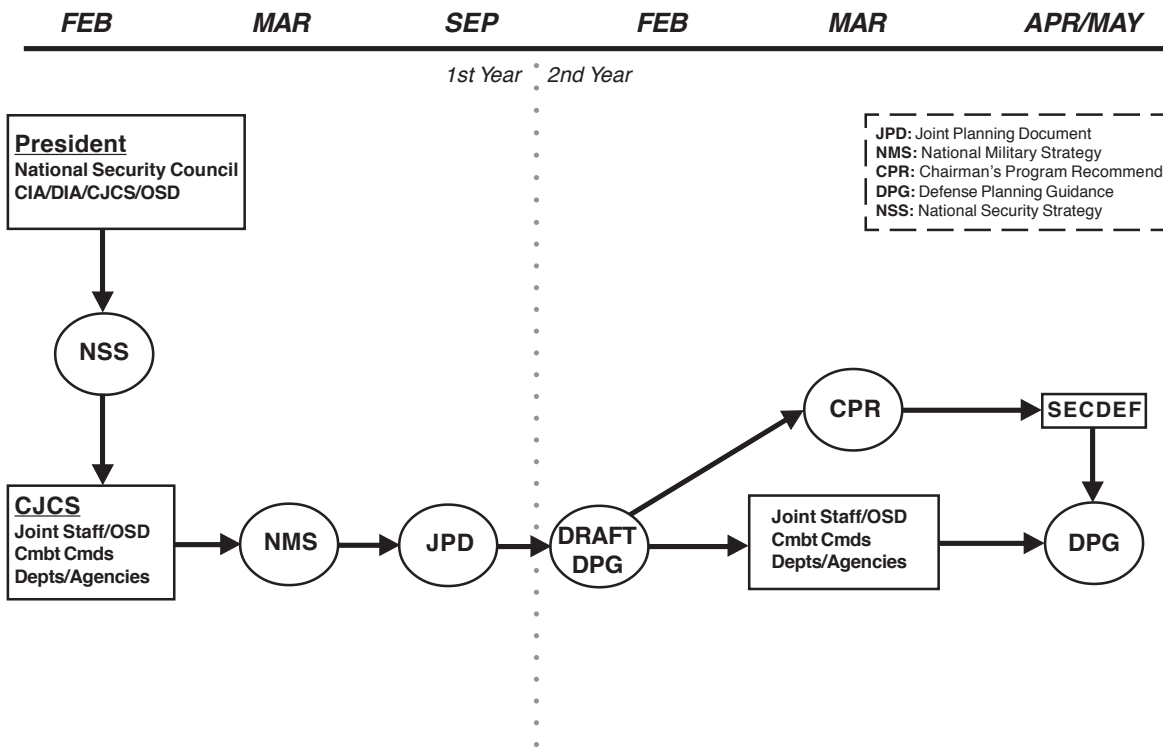 FEB MAR SEP FEB MAR APR/MAY
1st Year 2nd Year
President
National Security Council
CIA/DIA/CJCS/OSD
JPD: Joint Planning Document
NMS: National Military Strategy
CPR: Chairman's Program Recommend
DPG: Defense Planning Guidance
NSS: National Security Strategy
NSS
CPR
SECDEF
CJCS
Joint Staff/OSD
Cmbt Cmds
Depts/Agencies
NMS
JPD
DRAFT
DPG
Joint Staff/OSD
Cmbt Cmds
Depts/Agencies
DPG